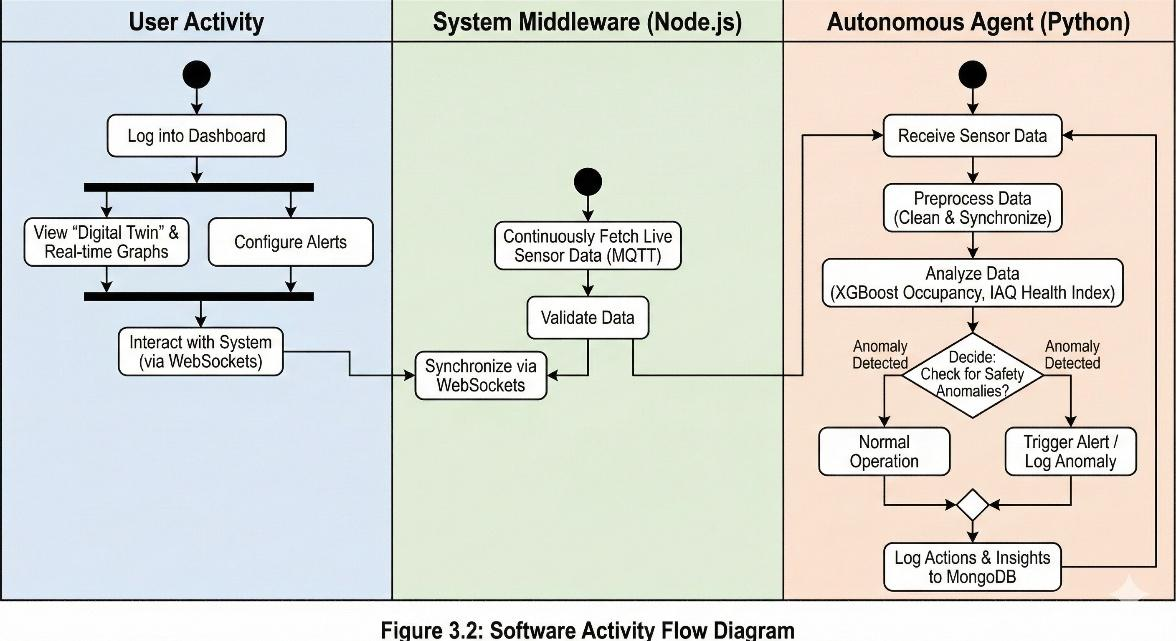 User Activity
System Middleware (Node.js)
Autonomous Agent (Python)
Log into Dashboard
View “Digital Twin” &
Real-time Graphs
Configure Alerts
Interact with System
(via WebSockets)
Continuously Fetch Live
Sensor Data (MQTT)
Validate Data
Synchronize via
WebSockets
Receive Sensor Data
Preprocess Data
(Clean & Synchronize)
Analyze Data
(XGBoost Occupancy, IAQ Health Index)
Anomaly
Detected
Decide:
Check for Safety
Anomalies?
Anomaly
Detected
Normal
Operation
Trigger Alert /
Log Anomaly
Log Actions & Insights
to MongoDB
Figure 3.2: Software Activity Flow Diagram